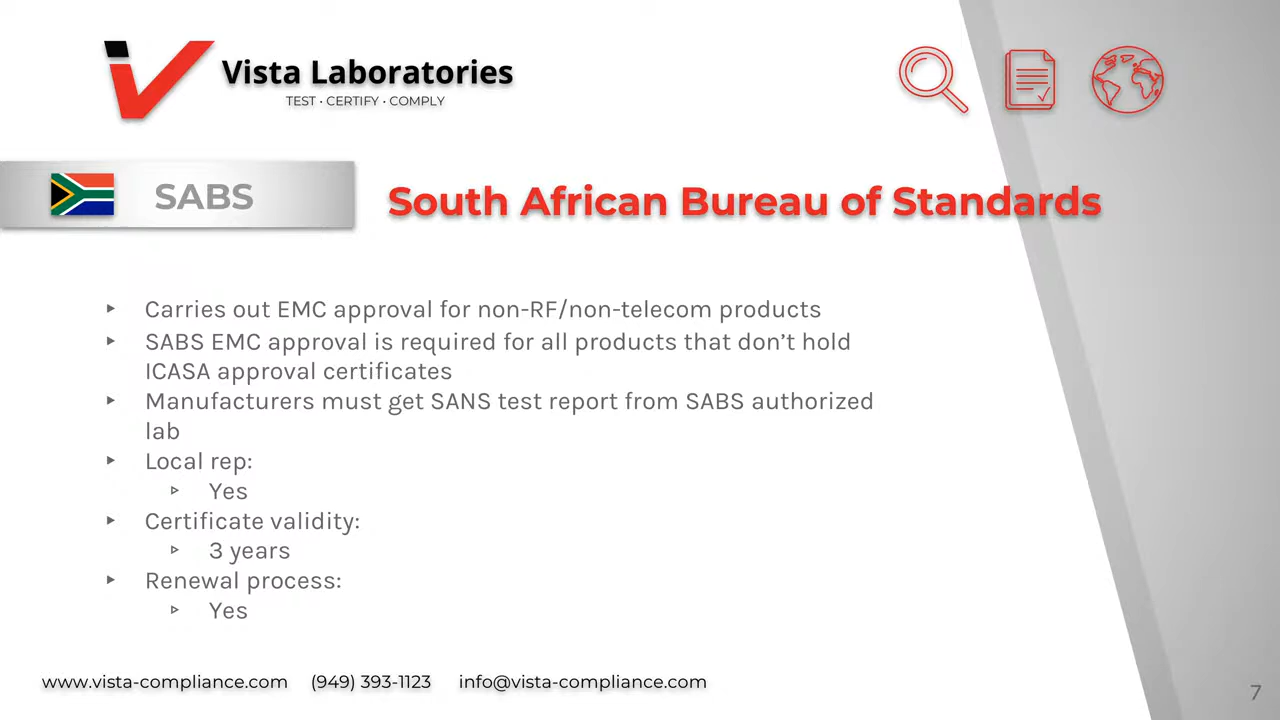 Vista Laboratories
TEST · CERTIFY · COMPLY
SABS
South African Bureau of Standards
‣ Carries out EMC approval for non-RF/non-telecom products
‣ SABS EMC approval is required for all products that don’t hold
ICASA approval certificates
‣ Manufacturers must get SANS test report from SABS authorized
lab
‣ Local rep:
▹ Yes
‣ Certificate validity:
▹ 3 years
‣ Renewal process:
▹ Yes
www.vista-compliance.com (949) 393-1123 info@vista-compliance.com
7